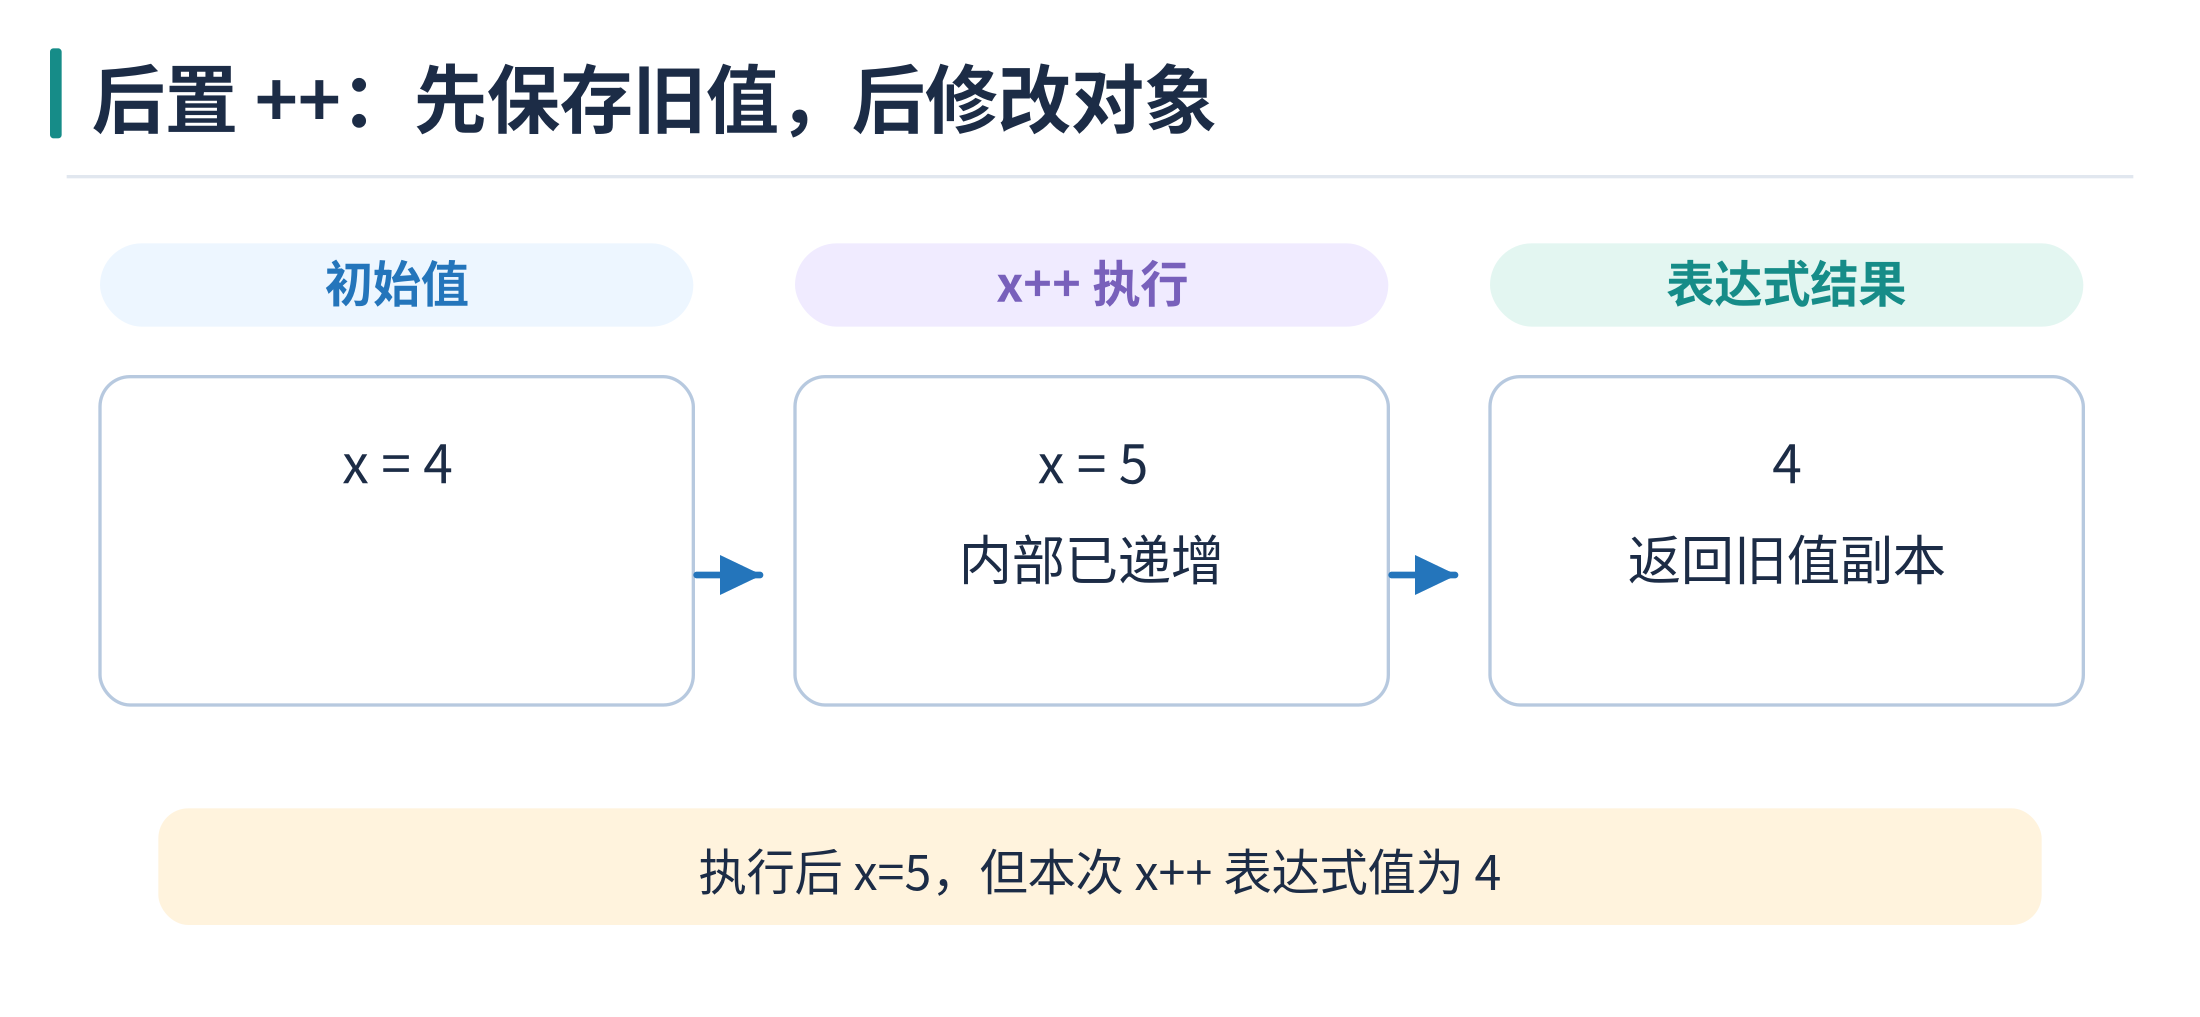 后置 ++：先保存旧值，后修改对象
初始值
x++ 执行
表达式结果
x = 4
x = 5
内部已递增
4
返回旧值副本
执行后 x=5，但本次 x++ 表达式值为 4